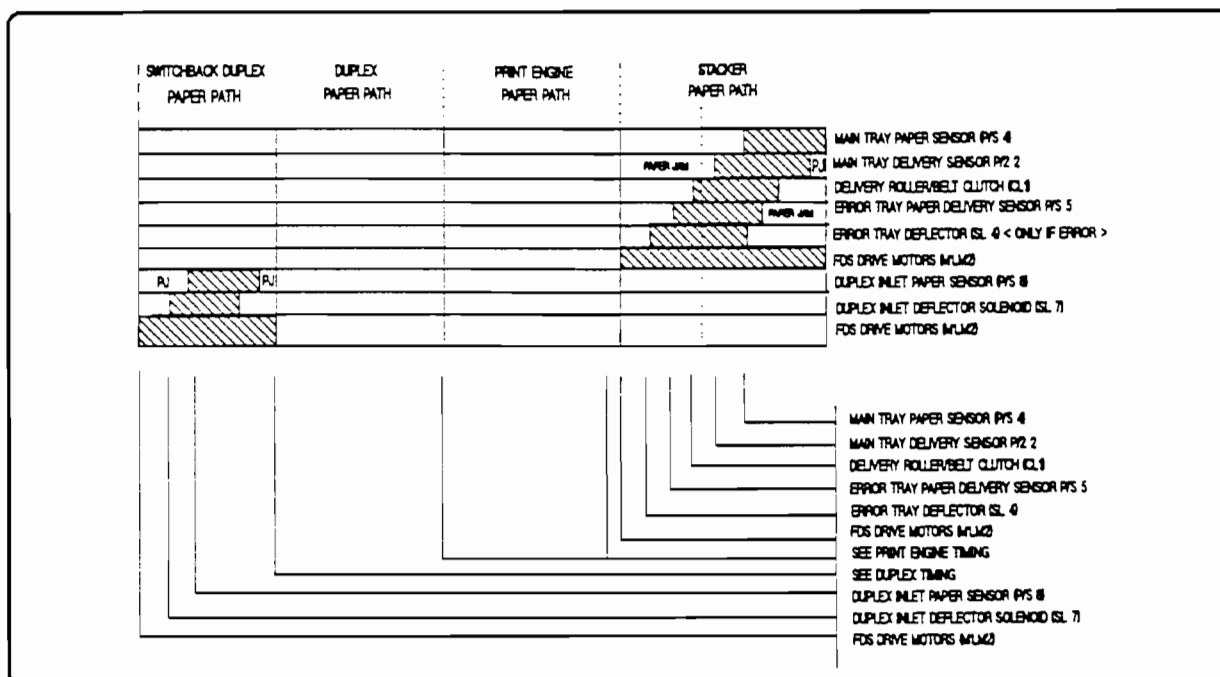 SWITCHBACK DUPLEX
PAPER PATH
DUPLEX
PAPER PATH
PRINT ENGINE
PAPER PATH
STACKER
PAPER PATH
MAIN TRAY PAPER SENSOR (P/S 4)
PAPER JAM
PJ
MAIN TRAY DELIVERY SENSOR P/2 2
DELIVERY ROLLER/BELT CLUTCH (CL1)
PAPER JAM
ERROR TRAY PAPER DELIVERY SENSOR P/S 5
ERROR TRAY DEFLECTOR (SL 4) < ONLY IF ERROR >
FDS DRIVE MOTORS (M1,M2)
PJ
PJ
DUPLEX INLET PAPER SENSOR (P/S 8)
DUPLEX INLET DEFLECTOR SOLENOID (SL 7)
FDS DRIVE MOTORS (M1,M2)
MAIN TRAY PAPER SENSOR (P/S 4)
MAIN TRAY DELIVERY SENSOR P/2 2
DELIVERY ROLLER/BELT CLUTCH (CL1)
ERROR TRAY PAPER DELIVERY SENSOR P/S 5
ERROR TRAY DEFLECTOR (SL 4)
FDS DRIVE MOTORS (M1,M2)
SEE PRINT ENGINE TIMING
SEE DUPLEX TIMING
DUPLEX INLET PAPER SENSOR (P/S 8)
DUPLEX INLET DEFLECTOR SOLENOID (SL 7)
FDS DRIVE MOTORS (M1,M2)